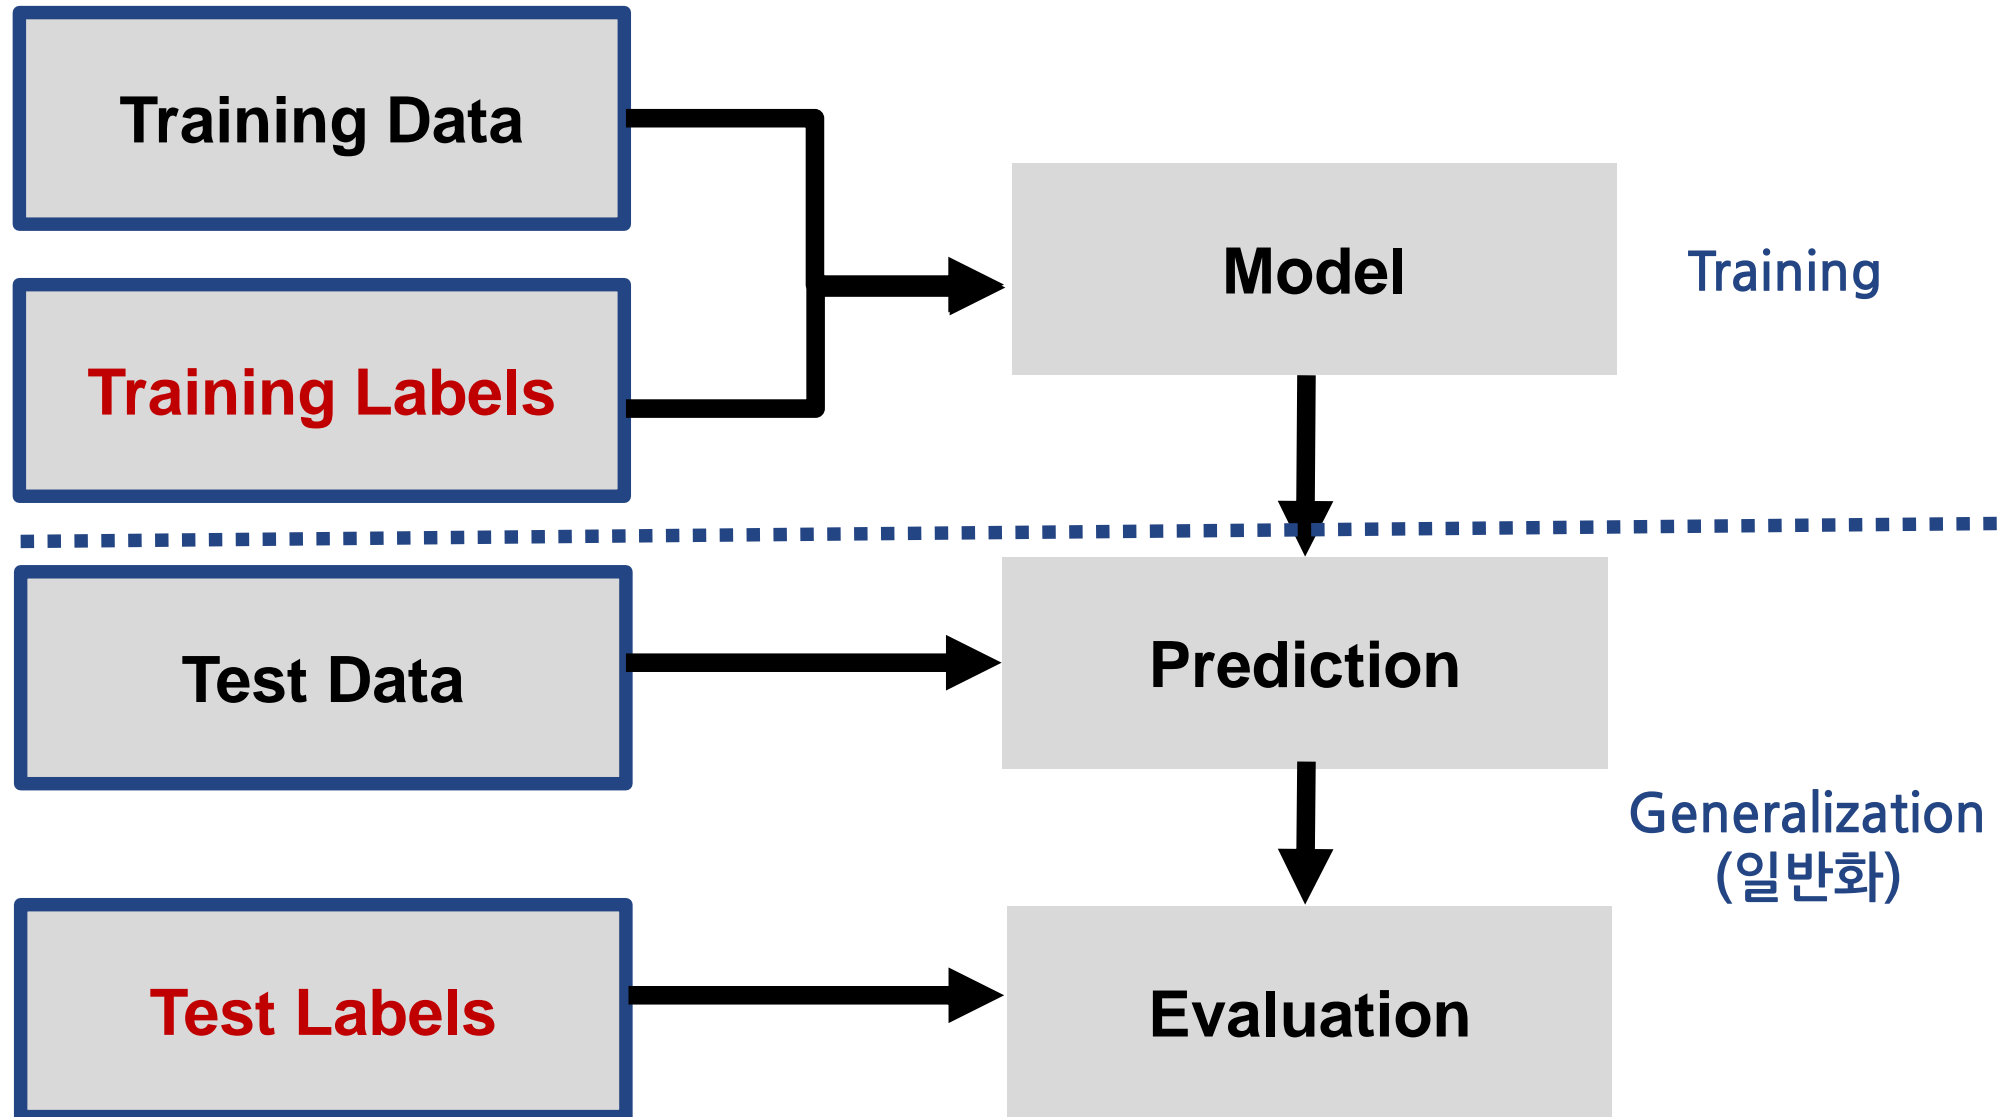 Training Data
Model
Training
Training Labels
Test Data
Prediction
Generalization
(일반화)
Test Labels
Evaluation